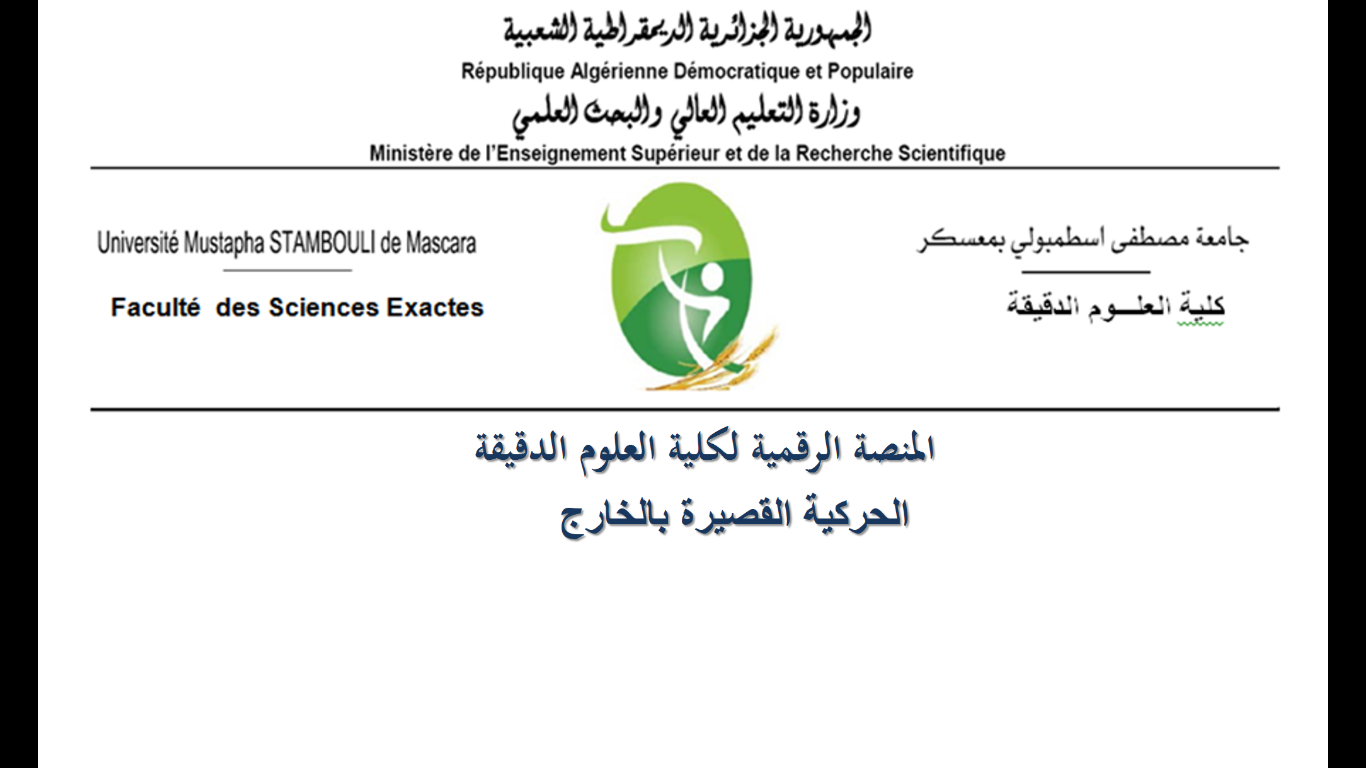 الجمهورية الجزائرية الديمقراطية الشعبية
République Algérienne Démocratique et Populaire
وزارة التعليم العالي والبحث العلمي
Ministère de l'Enseignement Supérieur et de la Recherche Scientifique
Université Mustapha STAMBOULI de Mascara
Faculté des Sciences Exactes
جامعة مصطفى اسطمبولي بمعسكر
كلية العلـــوم الدقيقة
المنصة الرقمية لكلية العلوم الدقيقة
الحركية القصيرة بالخارج